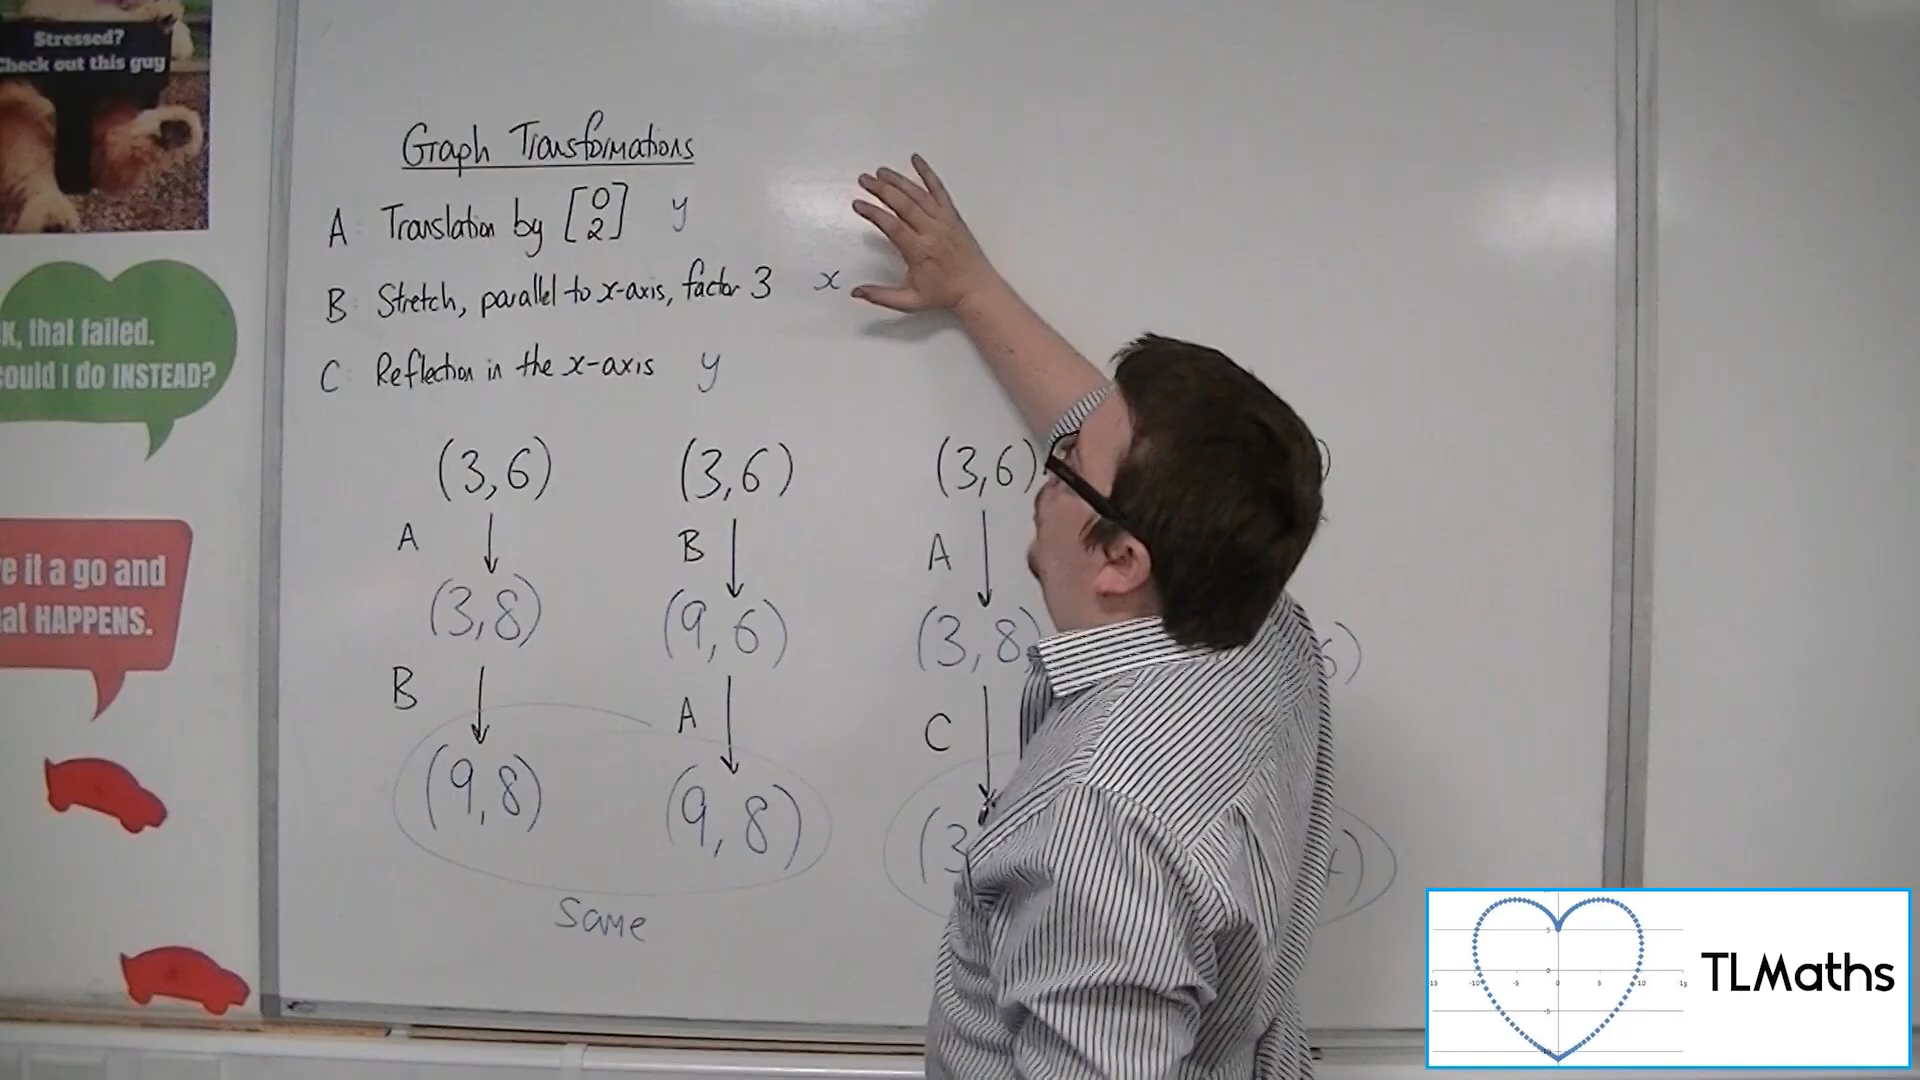 Stressed?
Check out this guy
Graph Transformations
A Translation by [0 2] y
B Stretch, parallel to x-axis, factor 3 x
C Reflection in the x-axis y
K, that failed.
could I do INSTEAD?
(3,6) (3,6) (3,6)
A B A
e it a go and
at HAPPENS.
(3,8) (9,6) (3,8)
B A C
(9,8) (9,8) (3
Same
TLMaths